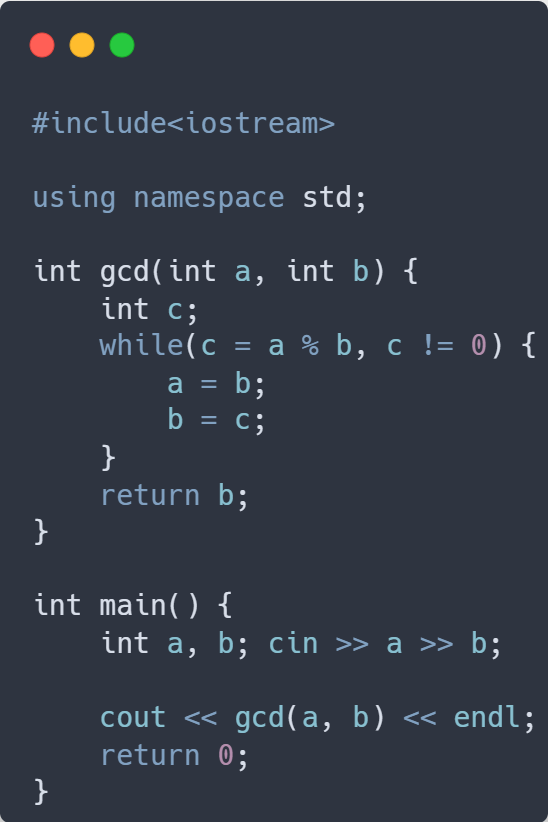 #include<iostream>

using namespace std;

int gcd(int a, int b) {
    int c;
    while(c = a % b, c != 0) {
        a = b;
        b = c;
    }
    return b;
}

int main() {
    int a, b; cin >> a >> b;

    cout << gcd(a, b) << endl;
    return 0;
}